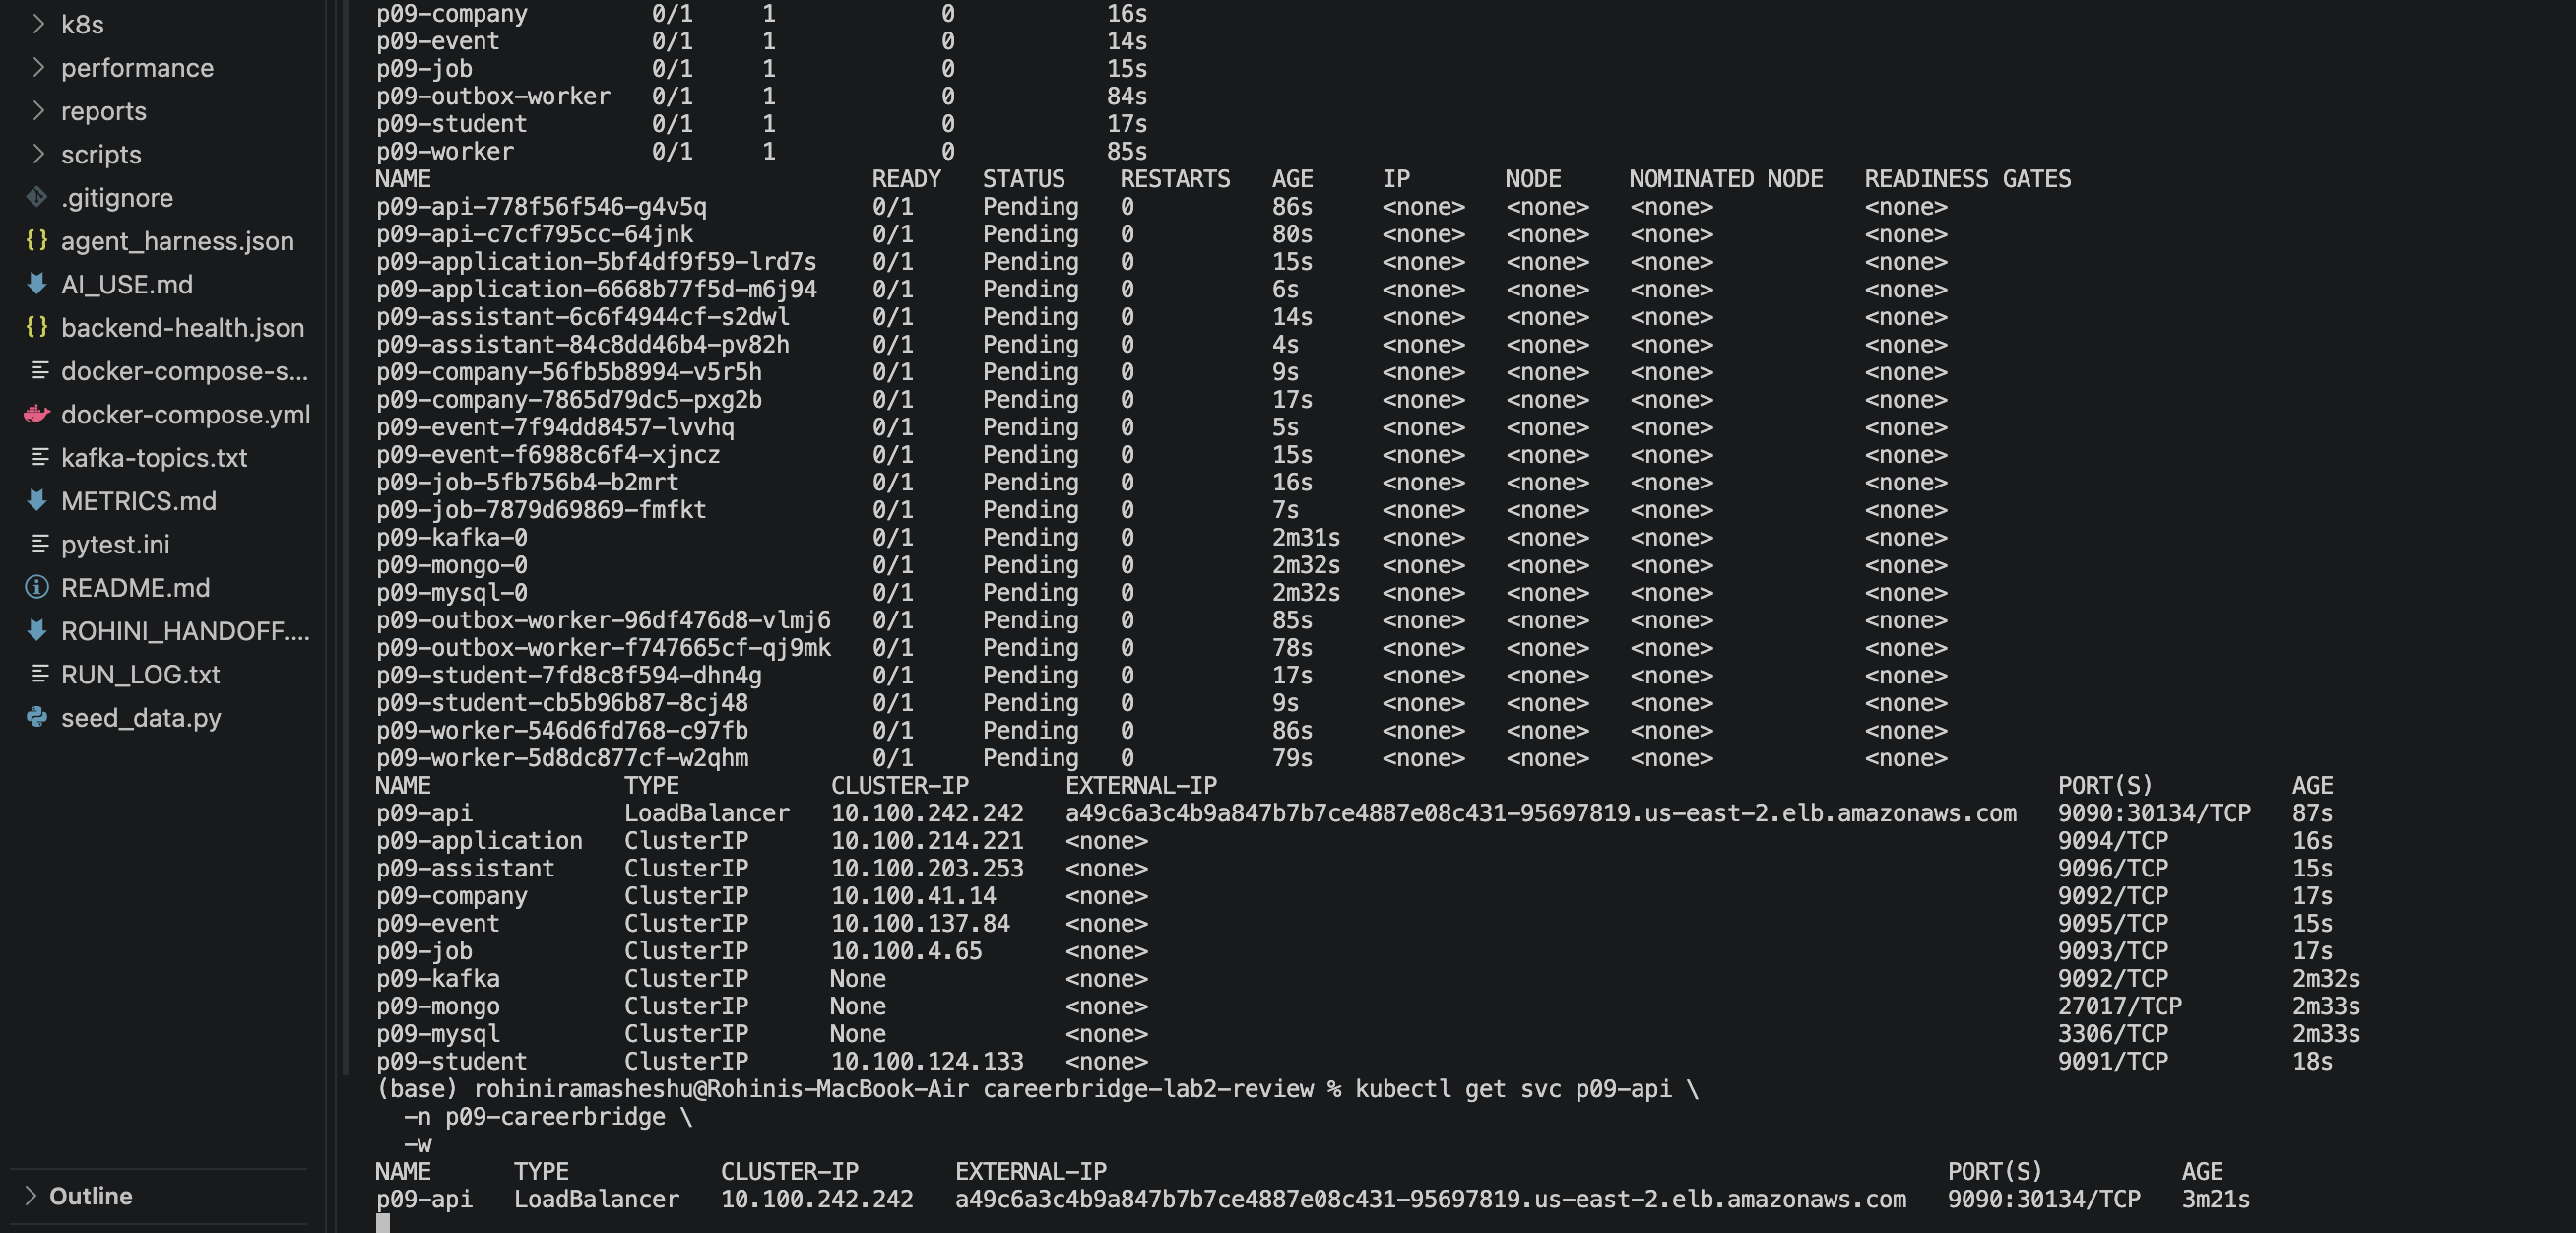 k8s
performance
reports
scripts
.gitignore
agent_harness.json
AI_USE.md
backend-health.json
docker-compose-s...
docker-compose.yml
kafka-topics.txt
METRICS.md
pytest.ini
README.md
ROHINI_HANDOFF....
RUN_LOG.txt
seed_data.py
Outline
p09-company 0/1 1 0 16s
p09-event 0/1 1 0 14s
p09-job 0/1 1 0 15s
p09-outbox-worker 0/1 1 0 84s
p09-student 0/1 1 0 17s
p09-worker 0/1 1 0 85s
NAME READY STATUS RESTARTS AGE IP NODE NOMINATED NODE READINESS GATES
p09-api-778f56f546-g4v5q 0/1 Pending 0 86s <none> <none> <none> <none>
p09-api-c7cf795cc-64jnk 0/1 Pending 0 80s <none> <none> <none> <none>
p09-application-5bf4df9f59-lrd7s 0/1 Pending 0 15s <none> <none> <none> <none>
p09-application-6668b77f5d-m6j94 0/1 Pending 0 6s <none> <none> <none> <none>
p09-assistant-6c6f4944cf-s2dwl 0/1 Pending 0 14s <none> <none> <none> <none>
p09-assistant-84c8dd46b4-pv82h 0/1 Pending 0 4s <none> <none> <none> <none>
p09-company-56fb5b8994-v5r5h 0/1 Pending 0 9s <none> <none> <none> <none>
p09-company-7865d79dc5-pxg2b 0/1 Pending 0 17s <none> <none> <none> <none>
p09-event-7f94dd8457-lvvhq 0/1 Pending 0 5s <none> <none> <none> <none>
p09-event-f6988c6f4-xjncz 0/1 Pending 0 15s <none> <none> <none> <none>
p09-job-5fb756b4-b2mrt 0/1 Pending 0 16s <none> <none> <none> <none>
p09-job-7879d69869-fmfkt 0/1 Pending 0 7s <none> <none> <none> <none>
p09-kafka-0 0/1 Pending 0 2m31s <none> <none> <none> <none>
p09-mongo-0 0/1 Pending 0 2m32s <none> <none> <none> <none>
p09-mysql-0 0/1 Pending 0 2m32s <none> <none> <none> <none>
p09-outbox-worker-96df476d8-vlmj6 0/1 Pending 0 85s <none> <none> <none> <none>
p09-outbox-worker-f747665cf-qj9mk 0/1 Pending 0 78s <none> <none> <none> <none>
p09-student-7fd8c8f594-dhn4g 0/1 Pending 0 17s <none> <none> <none> <none>
p09-student-cb5b96b87-8cj48 0/1 Pending 0 9s <none> <none> <none> <none>
p09-worker-546d6fd768-c97fb 0/1 Pending 0 86s <none> <none> <none> <none>
p09-worker-5d8dc877cf-w2qhm 0/1 Pending 0 79s <none> <none> <none> <none>
NAME TYPE CLUSTER-IP EXTERNAL-IP PORT(S) AGE
p09-api LoadBalancer 10.100.242.242 a49c6a3c4b9a847b7b7ce4887e08c431-95697819.us-east-2.elb.amazonaws.com 9090:30134/TCP 87s
p09-application ClusterIP 10.100.214.221 <none> 9094/TCP 16s
p09-assistant ClusterIP 10.100.203.253 <none> 9096/TCP 15s
p09-company ClusterIP 10.100.41.14 <none> 9092/TCP 17s
p09-event ClusterIP 10.100.137.84 <none> 9095/TCP 15s
p09-job ClusterIP 10.100.4.65 <none> 9093/TCP 17s
p09-kafka ClusterIP None <none> 9092/TCP 2m32s
p09-mongo ClusterIP None <none> 27017/TCP 2m33s
p09-mysql ClusterIP None <none> 3306/TCP 2m33s
p09-student ClusterIP 10.100.124.133 <none> 9091/TCP 18s
(base) rohiniramasheshu@Rohinis-MacBook-Air careerbridge-lab2-review % kubectl get svc p09-api \
-n p09-careerbridge \
-w
NAME TYPE CLUSTER-IP EXTERNAL-IP PORT(S) AGE
p09-api LoadBalancer 10.100.242.242 a49c6a3c4b9a847b7b7ce4887e08c431-95697819.us-east-2.elb.amazonaws.com 9090:30134/TCP 3m21s